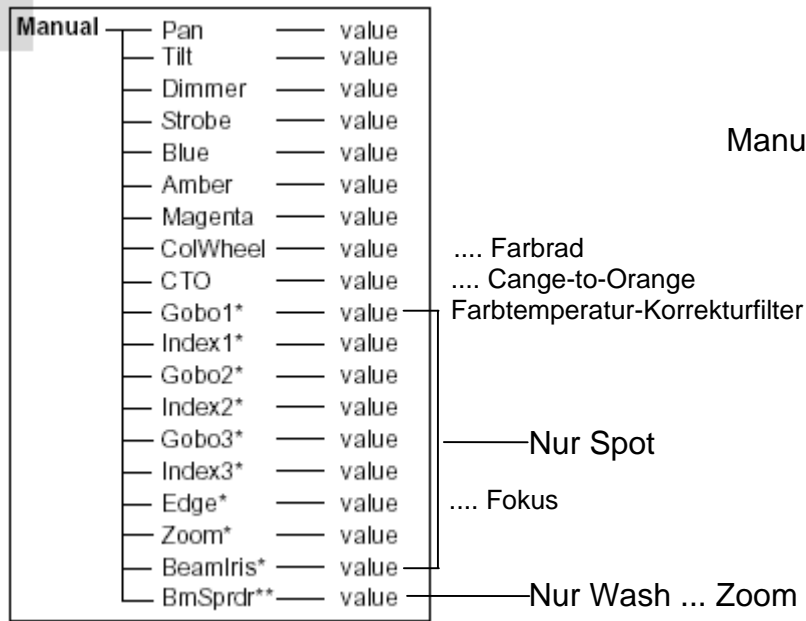 Manual Pan value
Tilt value
Dimmer value
Strobe value
Blue value
Manu
Amber value
Magenta value
ColWheel value .... Farbrad
CTO value .... Cange-to-Orange
Gobo1* value Farbtemperatur-Korrekturfilter
Index1* value
Gobo2* value
Index2* value
Gobo3* value Nur Spot
Index3* value
Edge* value .... Fokus
Zoom* value
BeamIris* value
BmSprdr** value Nur Wash ... Zoom